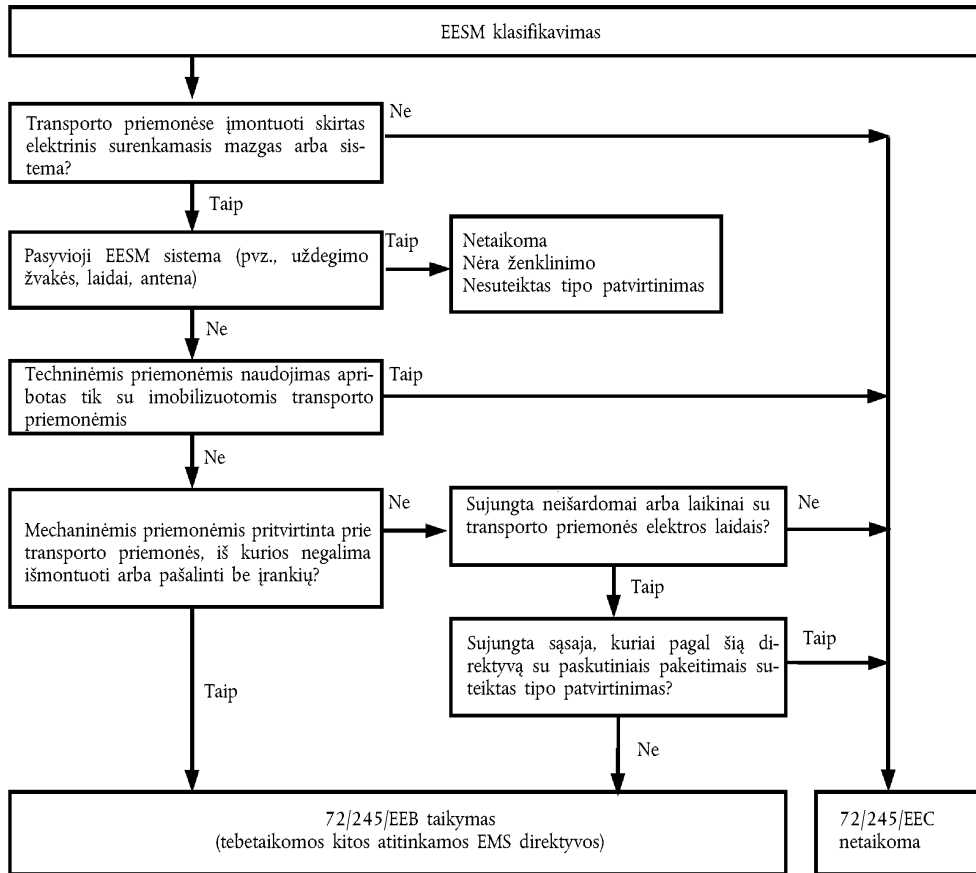 EESM klasifikavimas
Ne
Transporto priemonėse įmontuoti skirtas
elektrinis surenkamasis mazgas arba sis-
tema?
Taip
Pasyvioji EESM sistema (pvz., uždegimo
žvakės, laidai, antena)
Taip
Netaikoma
Nėra ženklinimo
Nesuteiktas tipo patvirtinimas
Ne
Techninėmis priemonėmis naudojimas apri-
botas tik su imobilizuotomis transporto
priemonėmis
Taip
Ne
Mechaninėmis priemonėmis pritvirtinta prie
transporto priemonės, iš kurios negalima
išmontuoti arba pašalinti be įrankių?
Ne
Sujungta neišardomai arba laikinai su
transporto priemonės elektros laidais?
Ne
Taip
Sujungta sąsaja, kuriai pagal šią di-
rektyvą su paskutiniais pakeitimais su-
teiktas tipo patvirtinimas?
Taip
Taip
Ne
72/245/EEB taikymas
(tebetaikomos kitos atitinkamos EMS direktyvos)
72/245/EEC
netaikoma